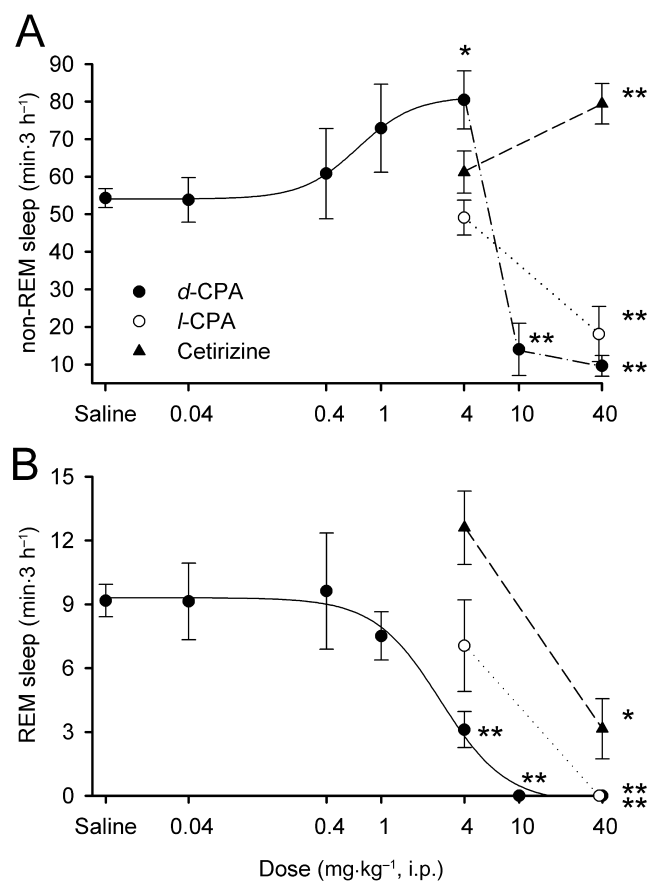 A
*
90
80
**
70
60
50
40
30
20
10
non-REM sleep (min·3 h⁻¹)
d-CPA
l-CPA
Cetirizine
**
**
**
Saline 0.04 0.4 1 4 10 40
B
15
12
9
6
3
0
REM sleep (min·3 h⁻¹)
*
**
**
**
**
Saline 0.04 0.4 1 4 10 40
Dose (mg·kg⁻¹, i.p.)